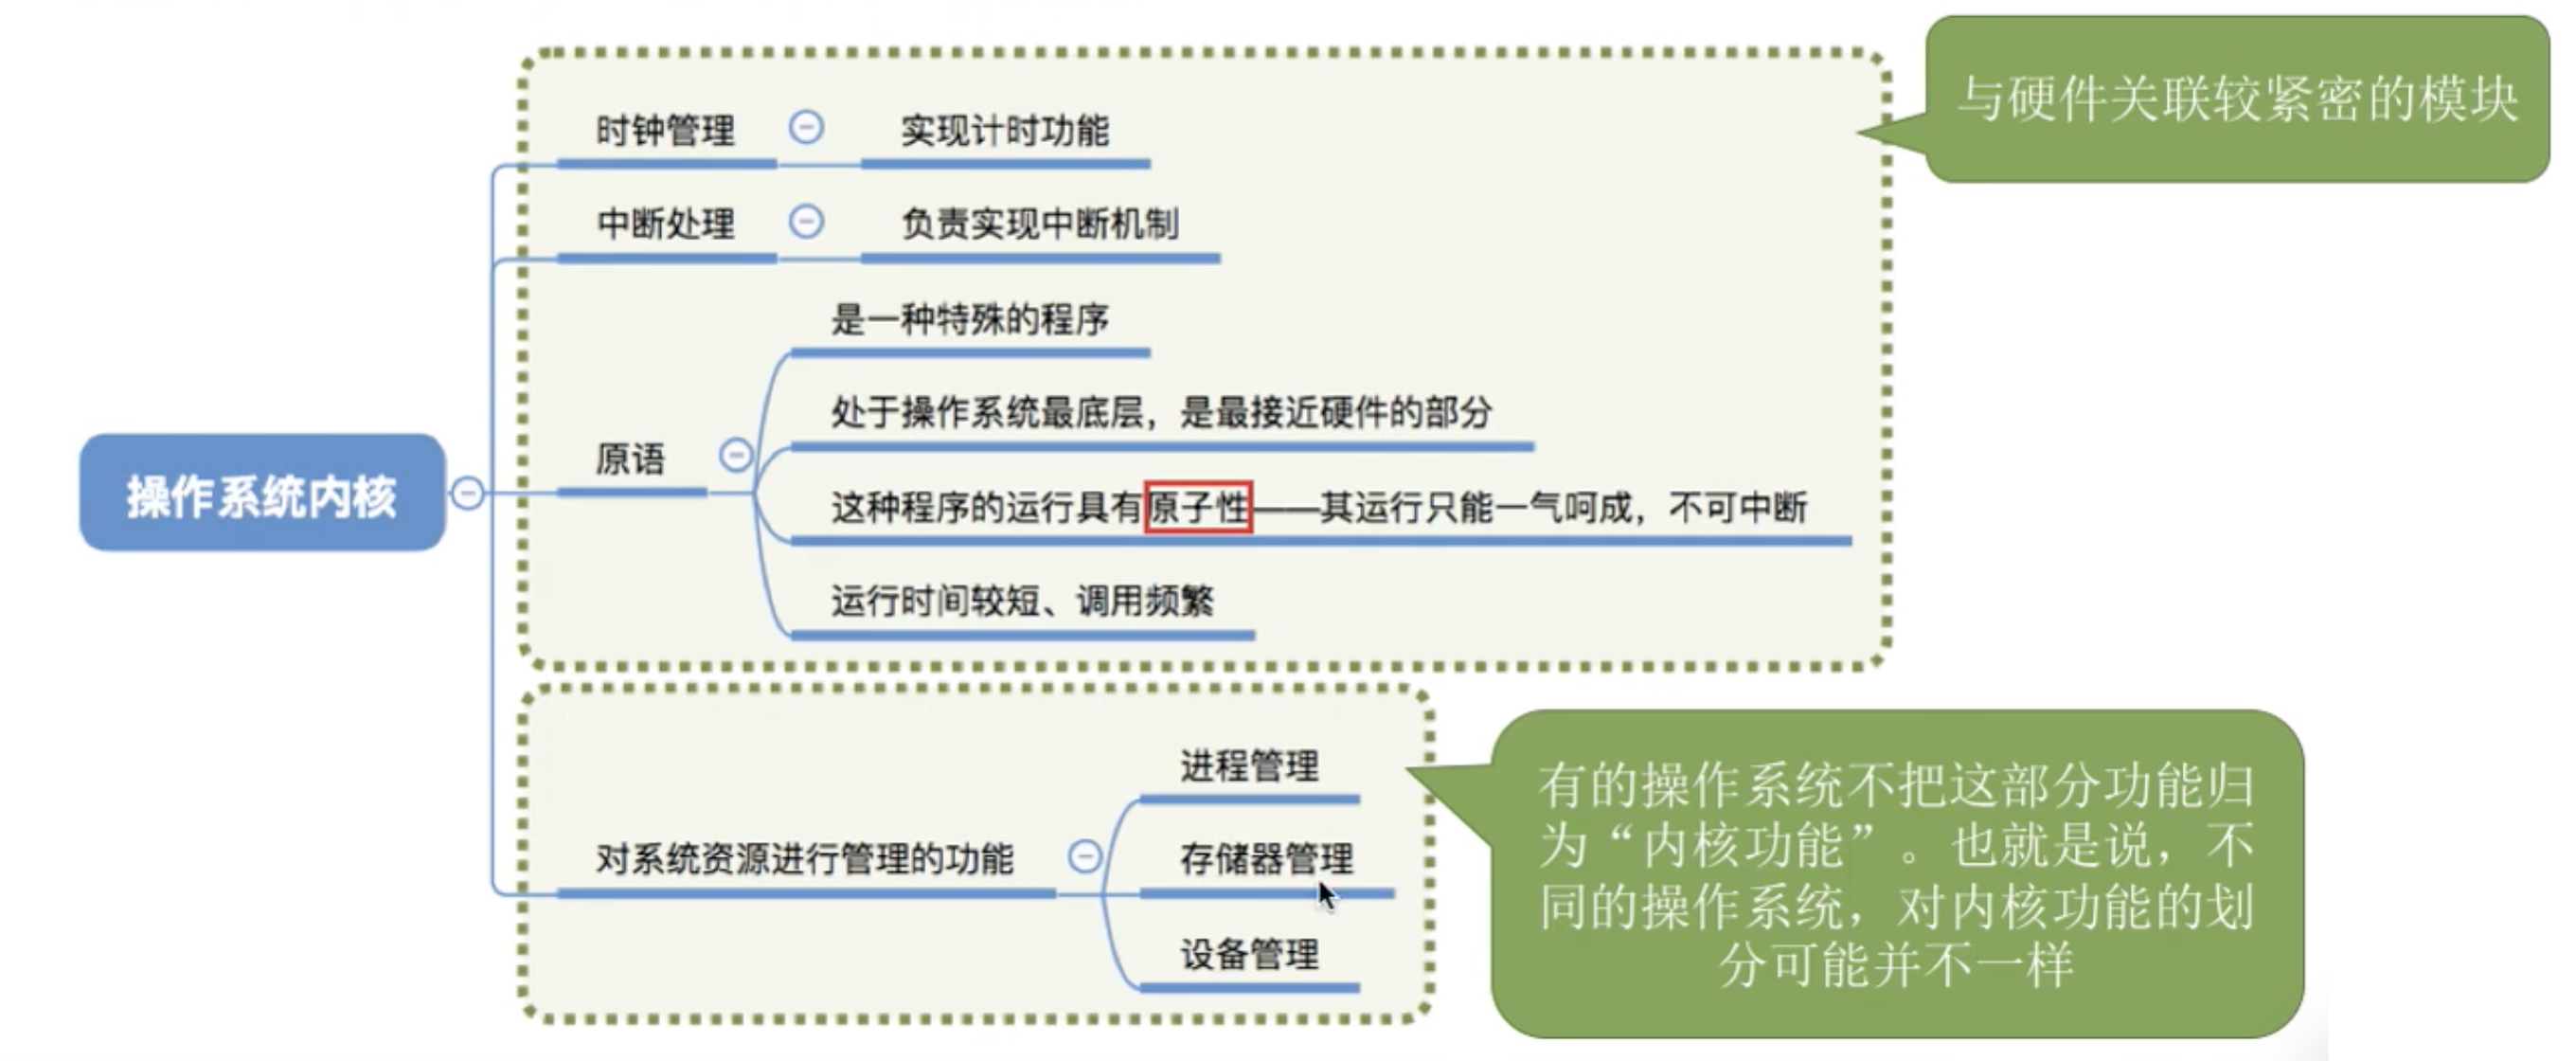 与硬件关联较紧密的模块
时钟管理
实现计时功能
中断处理
负责实现中断机制
是一种特殊的程序
处于操作系统最底层，是最接近硬件的部分
原语
这种程序的运行具有原子性——其运行只能一气呵成，不可中断
运行时间较短、调用频繁
操作系统内核
进程管理
对系统资源进行管理的功能
存储器管理
设备管理
有的操作系统不把这部分功能归
为“内核功能”。也就是说，不
同的操作系统，对内核功能的划
分可能并不一样